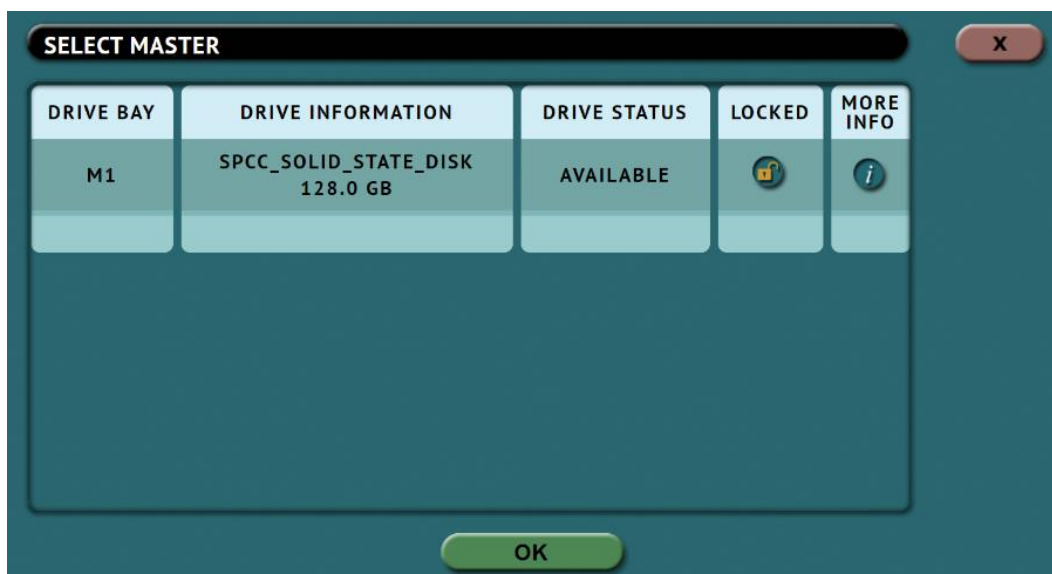 SELECT MASTER
X
DRIVE BAY
DRIVE INFORMATION
DRIVE STATUS
LOCKED
MORE
INFO
M1
SPCC_SOLID_STATE_DISK
128.0 GB
AVAILABLE
i
OK